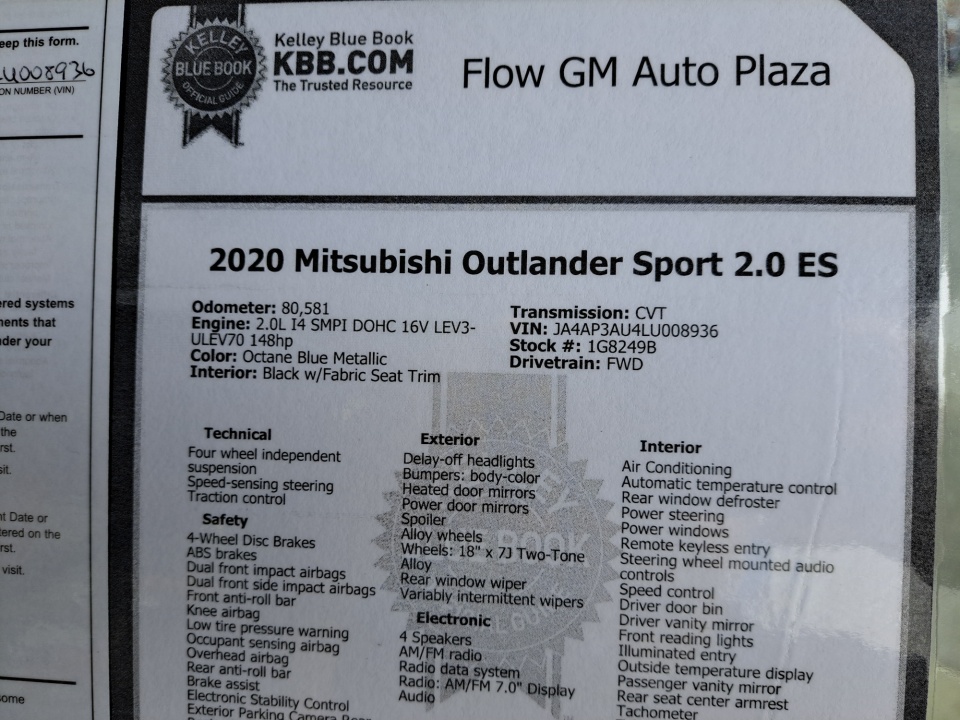 eep this form.
LU008936
ON NUMBER (VIN)
ered systems
nents that
der your
Date or when
the
rst.
sit.
nt Date or
tered on the
rst.
visit.
ome
KELLEY
BLUE BOOK
OFFICIAL GUIDE
Kelley Blue Book
KBB.COM
The Trusted Resource
Flow GM Auto Plaza
2020 Mitsubishi Outlander Sport 2.0 ES
Odometer: 80,581
Engine: 2.0L I4 SMPI DOHC 16V LEV3-
ULEV70 148hp
Color: Octane Blue Metallic
Interior: Black w/Fabric Seat Trim
Transmission: CVT
VIN: JA4AP3AU4LU008936
Stock #: 1G8249B
Drivetrain: FWD
Technical
Four wheel independent
suspension
Speed-sensing steering
Traction control
Safety
4-Wheel Disc Brakes
ABS brakes
Dual front impact airbags
Dual front side impact airbags
Front anti-roll bar
Knee airbag
Low tire pressure warning
Occupant sensing airbag
Overhead airbag
Rear anti-roll bar
Brake assist
Electronic Stability Control
Exterior Parking Camera Rear
Exterior
Delay-off headlights
Bumpers: body-color
Heated door mirrors
Power door mirrors
Spoiler
Alloy wheels
Wheels: 18" x 7J Two-Tone
Alloy
Rear window wiper
Variably intermittent wipers
Electronic
4 Speakers
AM/FM radio
Radio data system
Radio: AM/FM 7.0" Display
Audio
Interior
Air Conditioning
Automatic temperature control
Rear window defroster
Power steering
Power windows
Remote keyless entry
Steering wheel mounted audio
controls
Speed control
Driver door bin
Driver vanity mirror
Front reading lights
Illuminated entry
Outside temperature display
Passenger vanity mirror
Rear seat center armrest
Tachometer